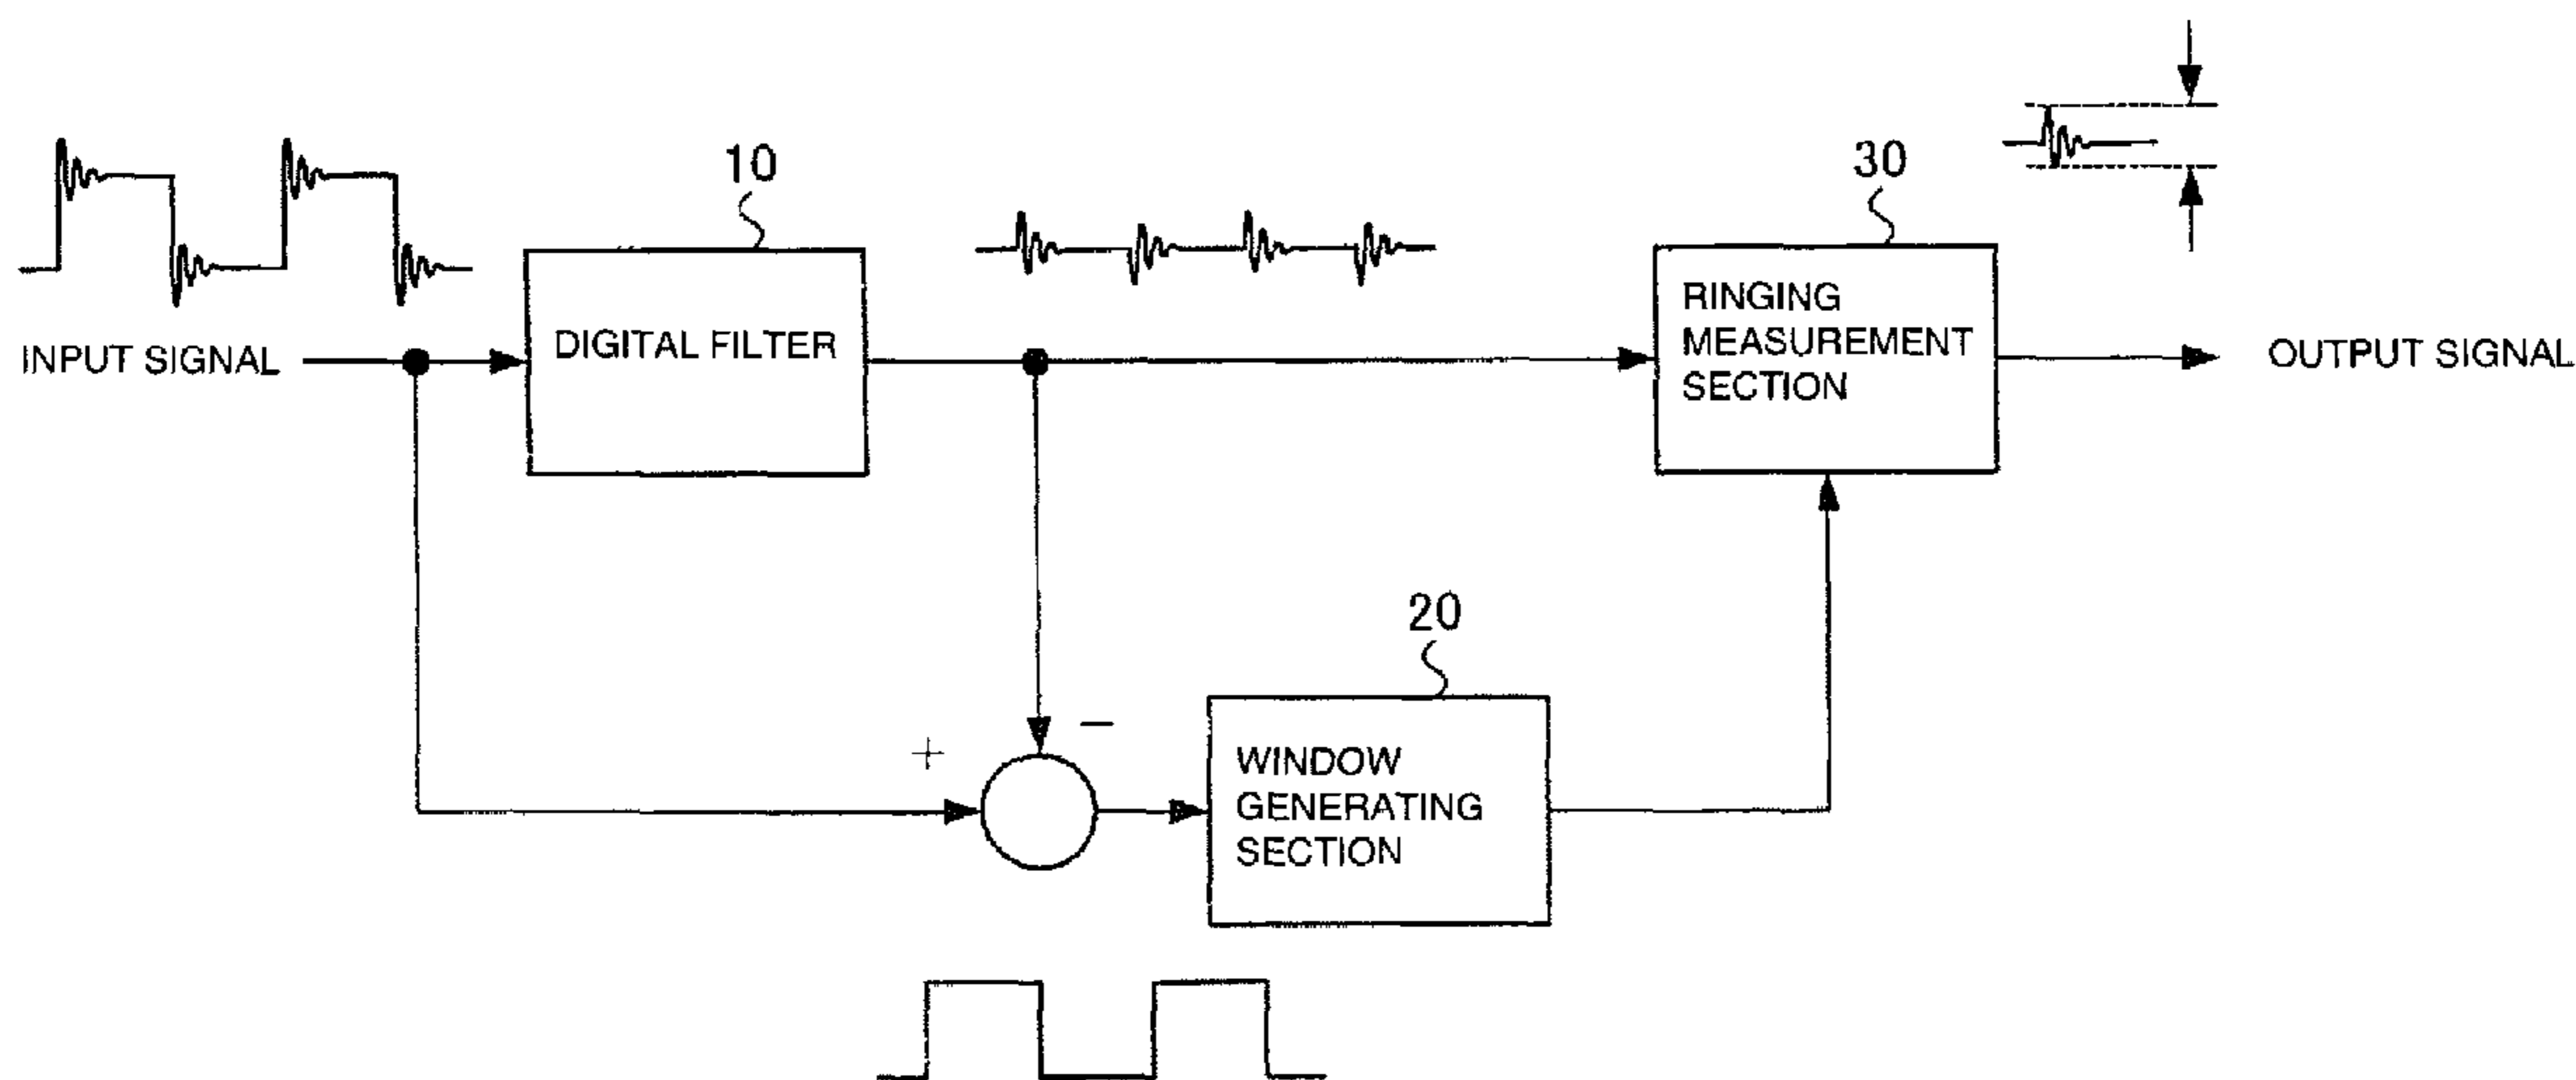 10
30
INPUT SIGNAL
DIGITAL FILTER
RINGING
MEASUREMENT
SECTION
OUTPUT SIGNAL
20
+
−
WINDOW
GENERATING
SECTION